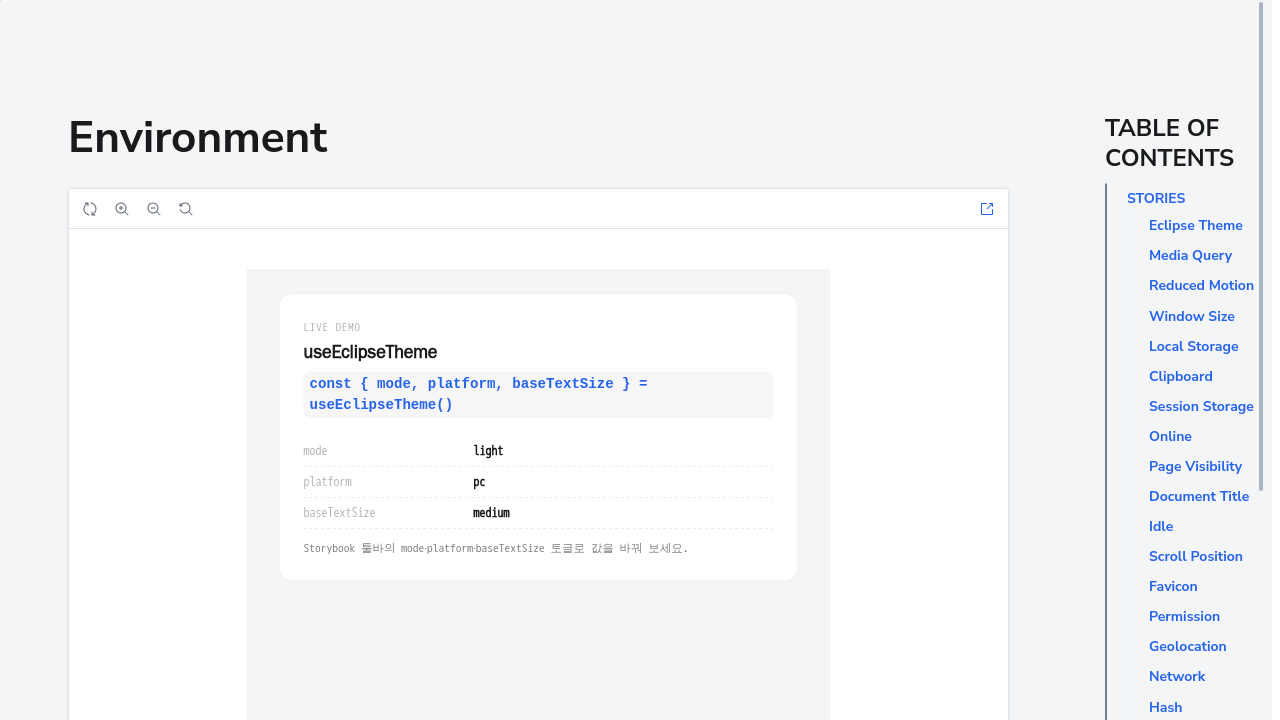 Environment
LIVE DEMO
useEclipseTheme
const { mode, platform, baseTextSize } =
useEclipseTheme()
mode light
platform pc
baseTextSize medium
Storybook 툴바의 mode·platform·baseTextSize 토글로 값을 바꿔 보세요.
TABLE OF
CONTENTS
STORIES
Eclipse Theme
Media Query
Reduced Motion
Window Size
Local Storage
Clipboard
Session Storage
Online
Page Visibility
Document Title
Idle
Scroll Position
Favicon
Permission
Geolocation
Network
Hash